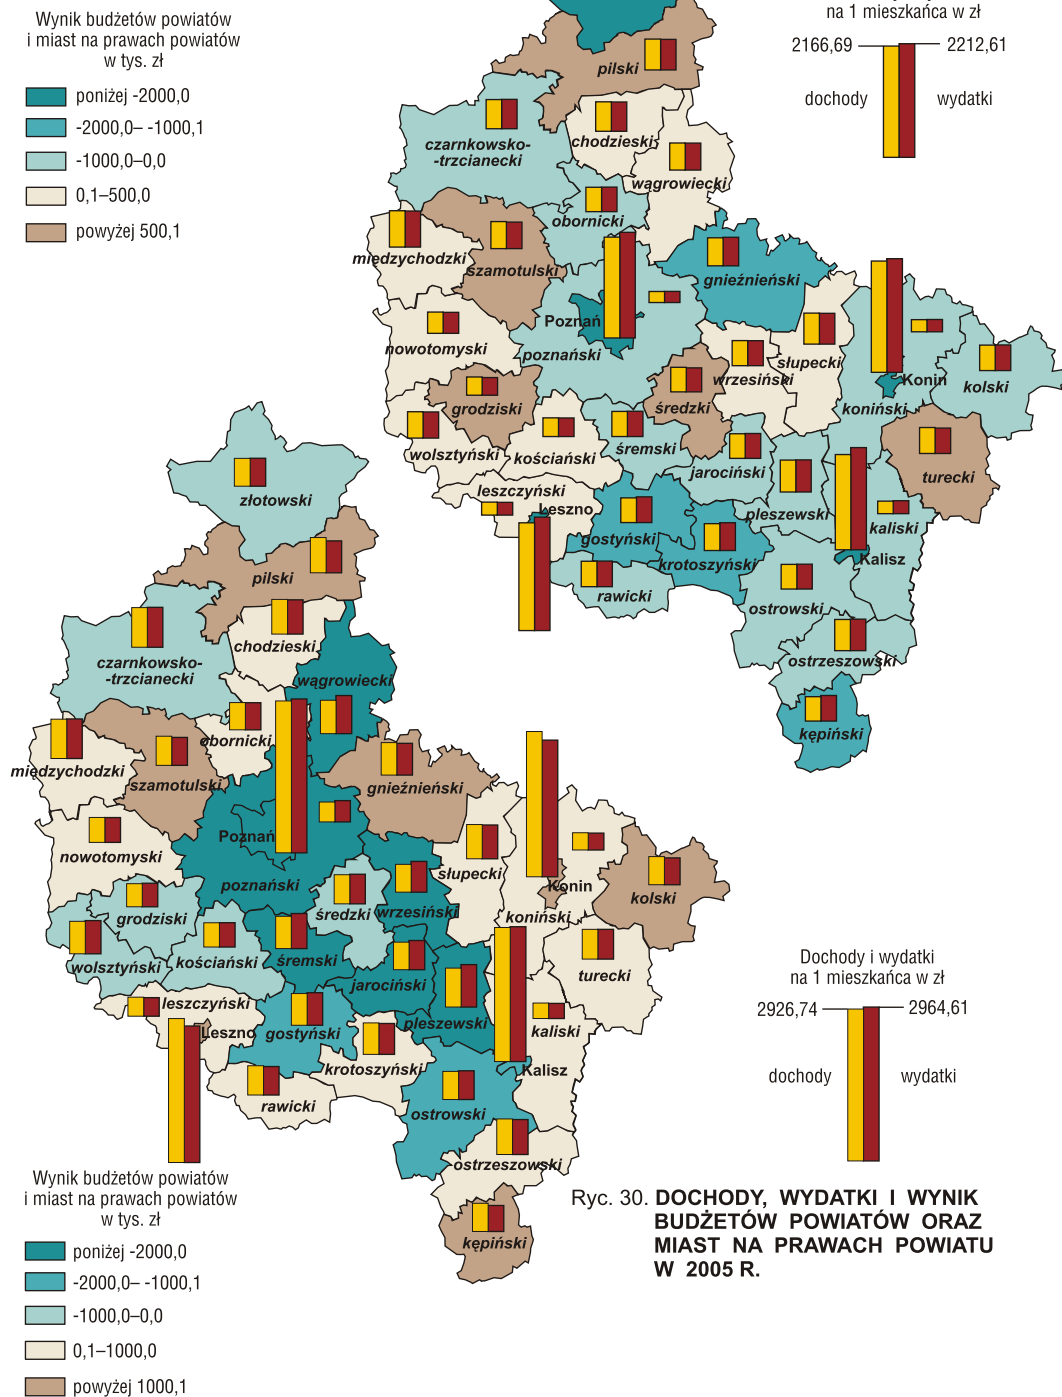 Wynik budżetów powiatów
i miast na prawach powiatów
w tys. zł
poniżej -2000,0
-2000,0– -1000,1
-1000,0–0,0
0,1–500,0
powyżej 500,1
na 1 mieszkańca w zł
2166,69
2212,61
dochody
wydatki
pilski
czarnkowsko-
-trzcianecki
chodzieski
wągrowiecki
obornicki
międzychodzki
szamotulski
gnieźnieński
Poznań
nowotomyski
poznański
wrzesiński
słupecki
Konin
kolski
koniński
grodziski
średzki
wolsztyński
kościański
śremski
jarociński
turecki
leszczyński
Leszno
gostyński
pleszewski
kaliski
krotoszyński
Kalisz
rawicki
ostrowski
ostrzeszowski
kępiński
złotowski
pilski
chodzieski
czarnkowsko-
-trzcianecki
wągrowiecki
obornicki
międzychodzki
szamotulski
gnieźnieński
Poznań
nowotomyski
poznański
słupecki
Konin
kolski
grodziski
średzki
wrzesiński
koniński
wolsztyński
kościański
śremski
jarociński
turecki
leszczyński
Leszno
gostyński
pleszewski
kaliski
krotoszyński
Kalisz
rawicki
ostrowski
ostrzeszowski
kępiński
Dochody i wydatki
na 1 mieszkańca w zł
2926,74
2964,61
dochody
wydatki
Wynik budżetów powiatów
i miast na prawach powiatów
w tys. zł
poniżej -2000,0
-2000,0– -1000,1
-1000,0–0,0
0,1–1000,0
powyżej 1000,1
Ryc. 30. DOCHODY, WYDATKI I WYNIK
BUDŻETÓW POWIATÓW ORAZ
MIAST NA PRAWACH POWIATU
W 2005 R.